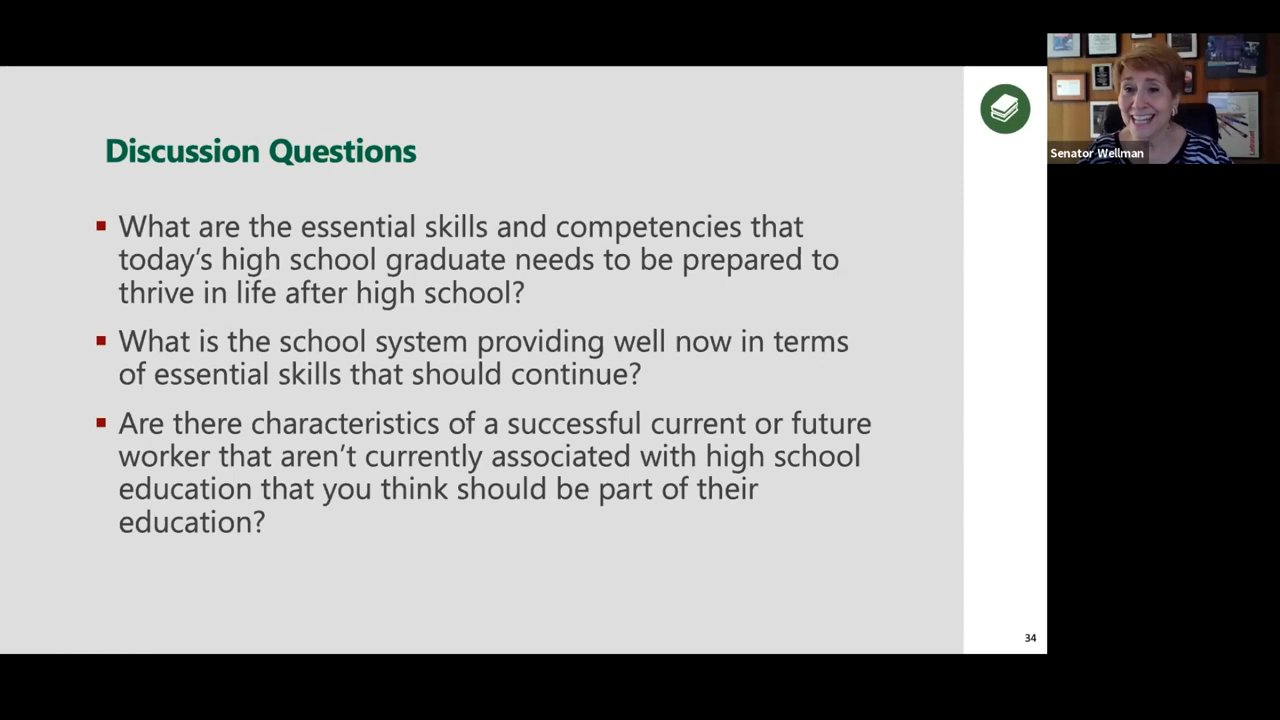 Discussion Questions
What are the essential skills and competencies that
today's high school graduate needs to be prepared to
thrive in life after high school?
What is the school system providing well now in terms
of essential skills that should continue?
Are there characteristics of a successful current or future
worker that aren't currently associated with high school
education that you think should be part of their
education?
34
Senator Wellman